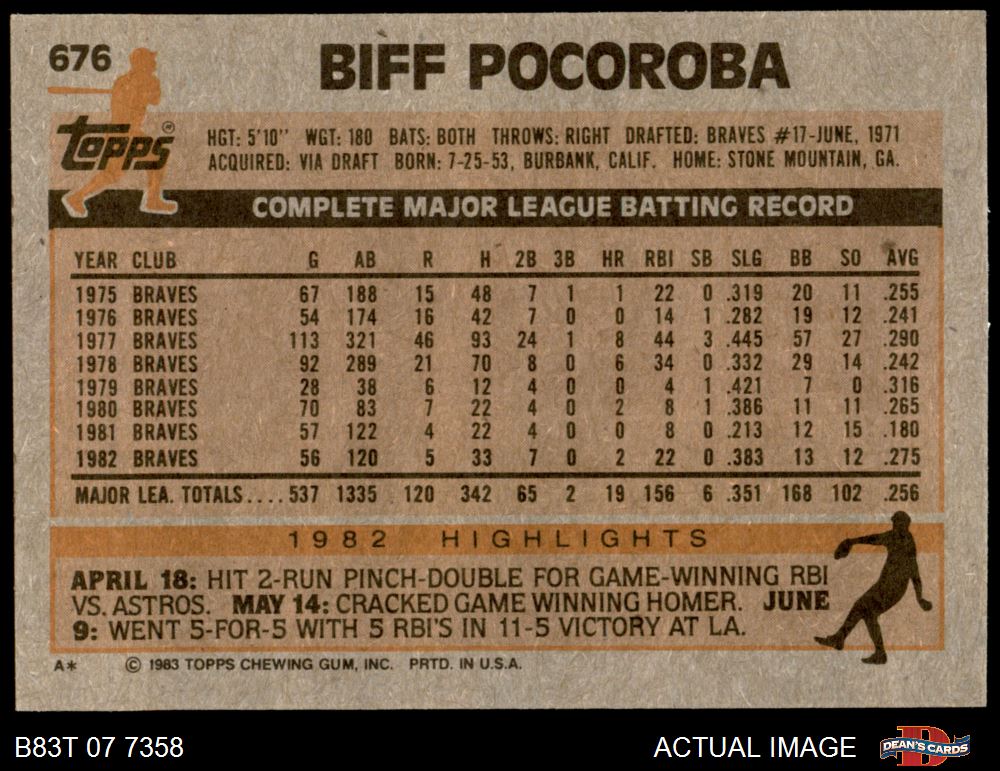 676
BIFF POCOROBA
topps®
HGT: 5'10" WGT: 180 BATS: BOTH THROWS: RIGHT DRAFTED: BRAVES #17-JUNE, 1971
ACQUIRED: VIA DRAFT BORN: 7-25-53, BURBANK, CALIF. HOME: STONE MOUNTAIN, GA.
COMPLETE MAJOR LEAGUE BATTING RECORD
YEAR CLUB G AB R H 2B 3B HR RBI SB SLG BB SO AVG
1975 BRAVES 67 188 15 48 7 1 1 22 0 .319 20 11 .255
1976 BRAVES 54 174 16 42 7 0 0 14 1 .282 19 12 .241
1977 BRAVES 113 321 46 93 24 1 8 44 3 .445 57 27 .290
1978 BRAVES 92 289 21 70 8 0 6 34 0 .332 29 14 .242
1979 BRAVES 28 38 6 12 4 0 0 4 1 .421 7 0 .316
1980 BRAVES 70 83 7 22 4 0 2 8 1 .386 11 11 .265
1981 BRAVES 57 122 4 22 4 0 0 8 0 .213 12 15 .180
1982 BRAVES 56 120 5 33 7 0 2 22 0 .383 13 12 .275
MAJOR LEA. TOTALS.... 537 1335 120 342 65 2 19 156 6 .351 168 102 .256
1982 HIGHLIGHTS
APRIL 18: HIT 2-RUN PINCH-DOUBLE FOR GAME-WINNING RBI
VS. ASTROS. MAY 14: CRACKED GAME WINNING HOMER. JUNE
9: WENT 5-FOR-5 WITH 5 RBI'S IN 11-5 VICTORY AT LA.
A* © 1983 TOPPS CHEWING GUM, INC. PRTD. IN U.S.A.
B83T 07 7358
ACTUAL IMAGE
DEAN'S CARDS